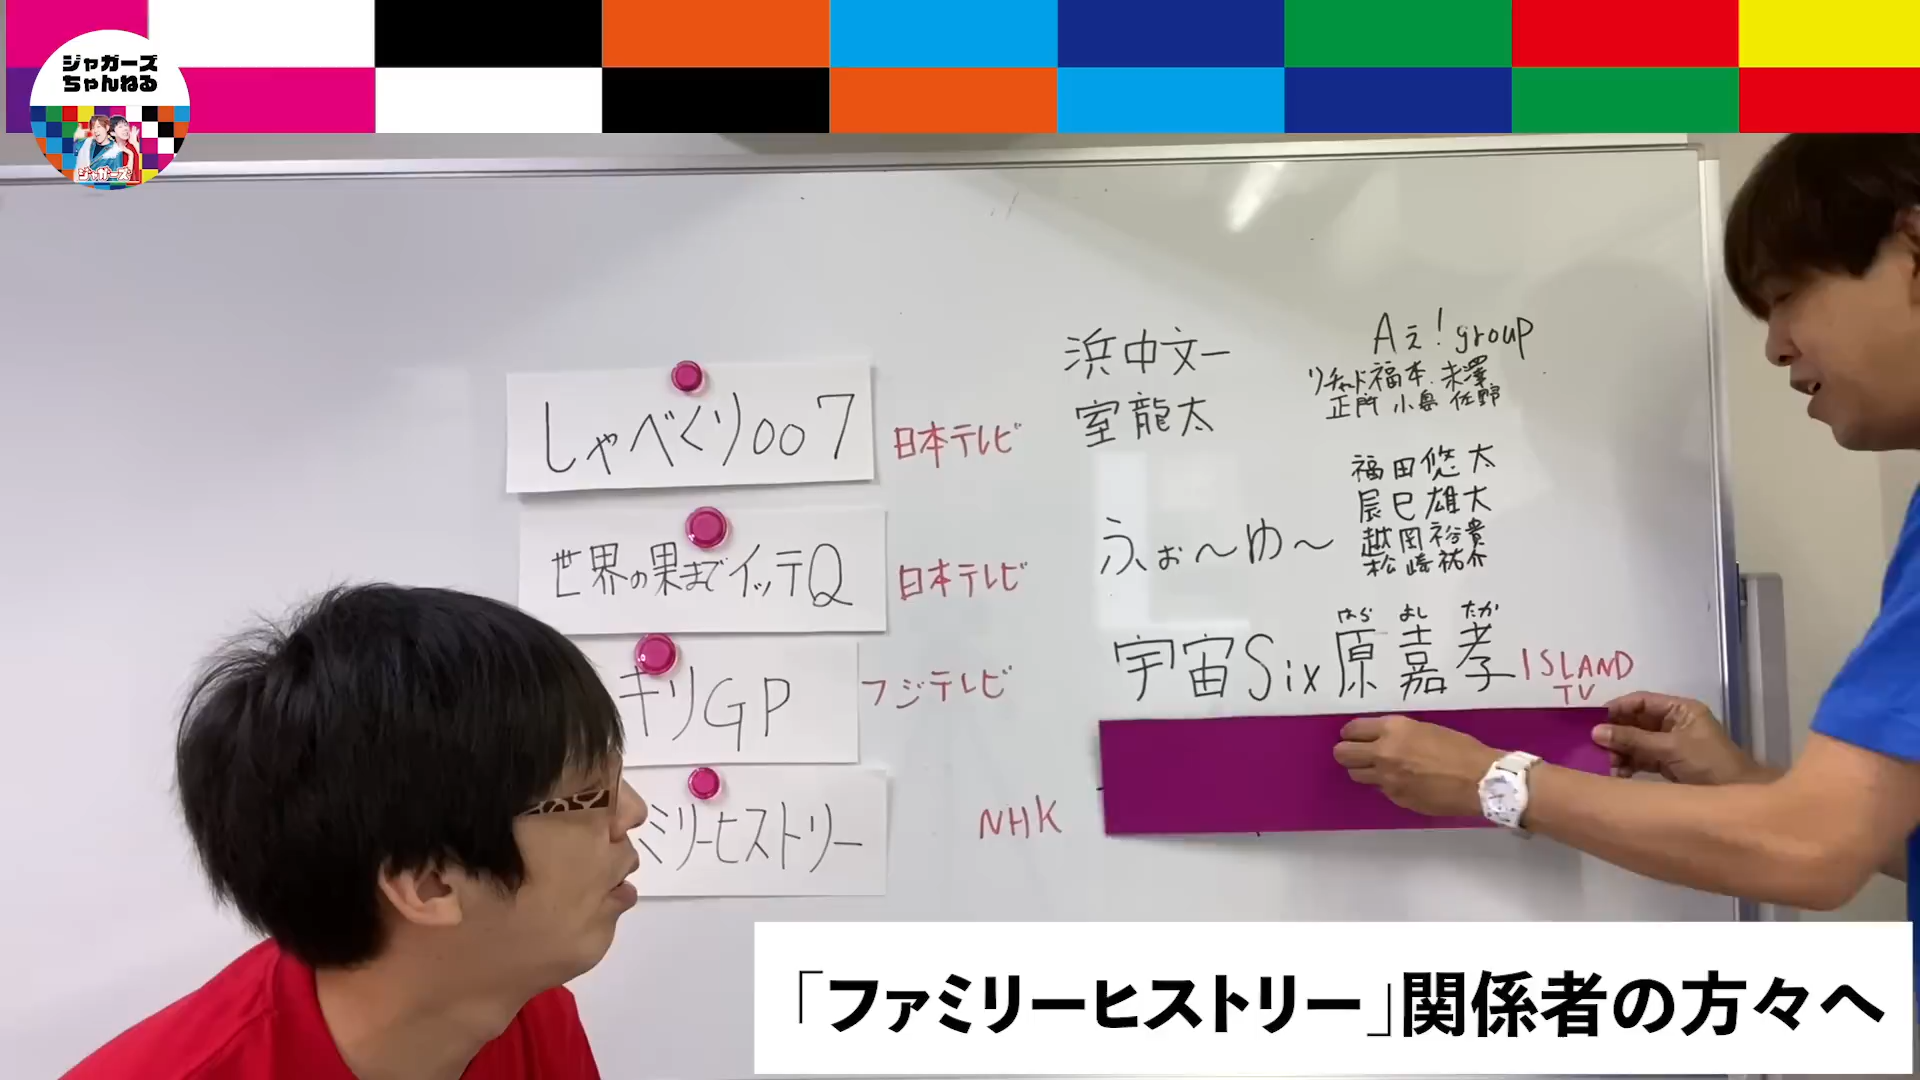 ジャガーズ
ちゃんねる
ジャガーズ
しゃべくり007
日本テレビ
世界の果までイッテQ
日本テレビ
キリGP
フジテレビ
ミリーヒストリー
NHK
浜中文一
室龍太
Aぇ!group
リチャード福本 末澤
正門 小島 佐野
ふぉ〜ゆ〜
福田悠太
辰巳雄大
越岡裕貴
松崎祐介
はら よし たか
宇宙Six原嘉孝
ISLAND
TV
「ファミリーヒストリー」関係者の方々へ